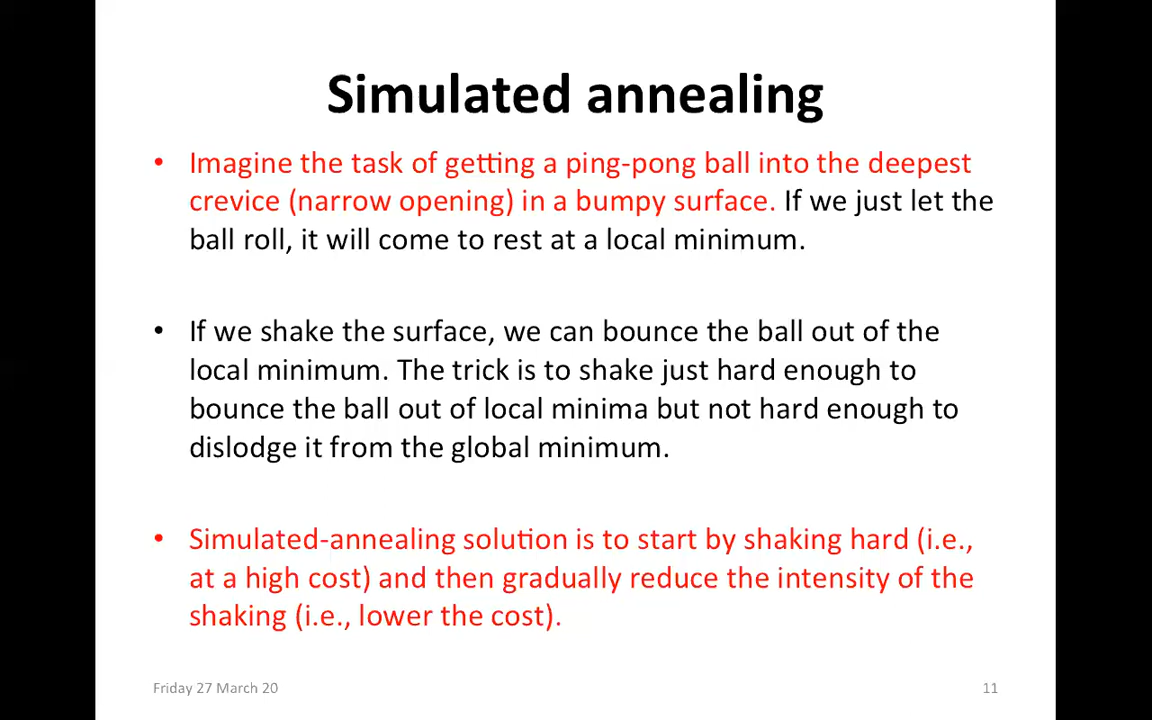 Simulated annealing
• Imagine the task of getting a ping-pong ball into the deepest
crevice (narrow opening) in a bumpy surface. If we just let the
ball roll, it will come to rest at a local minimum.
• If we shake the surface, we can bounce the ball out of the
local minimum. The trick is to shake just hard enough to
bounce the ball out of local minima but not hard enough to
dislodge it from the global minimum.
• Simulated-annealing solution is to start by shaking hard (i.e.,
at a high cost) and then gradually reduce the intensity of the
shaking (i.e., lower the cost).
Friday 27 March 20
11